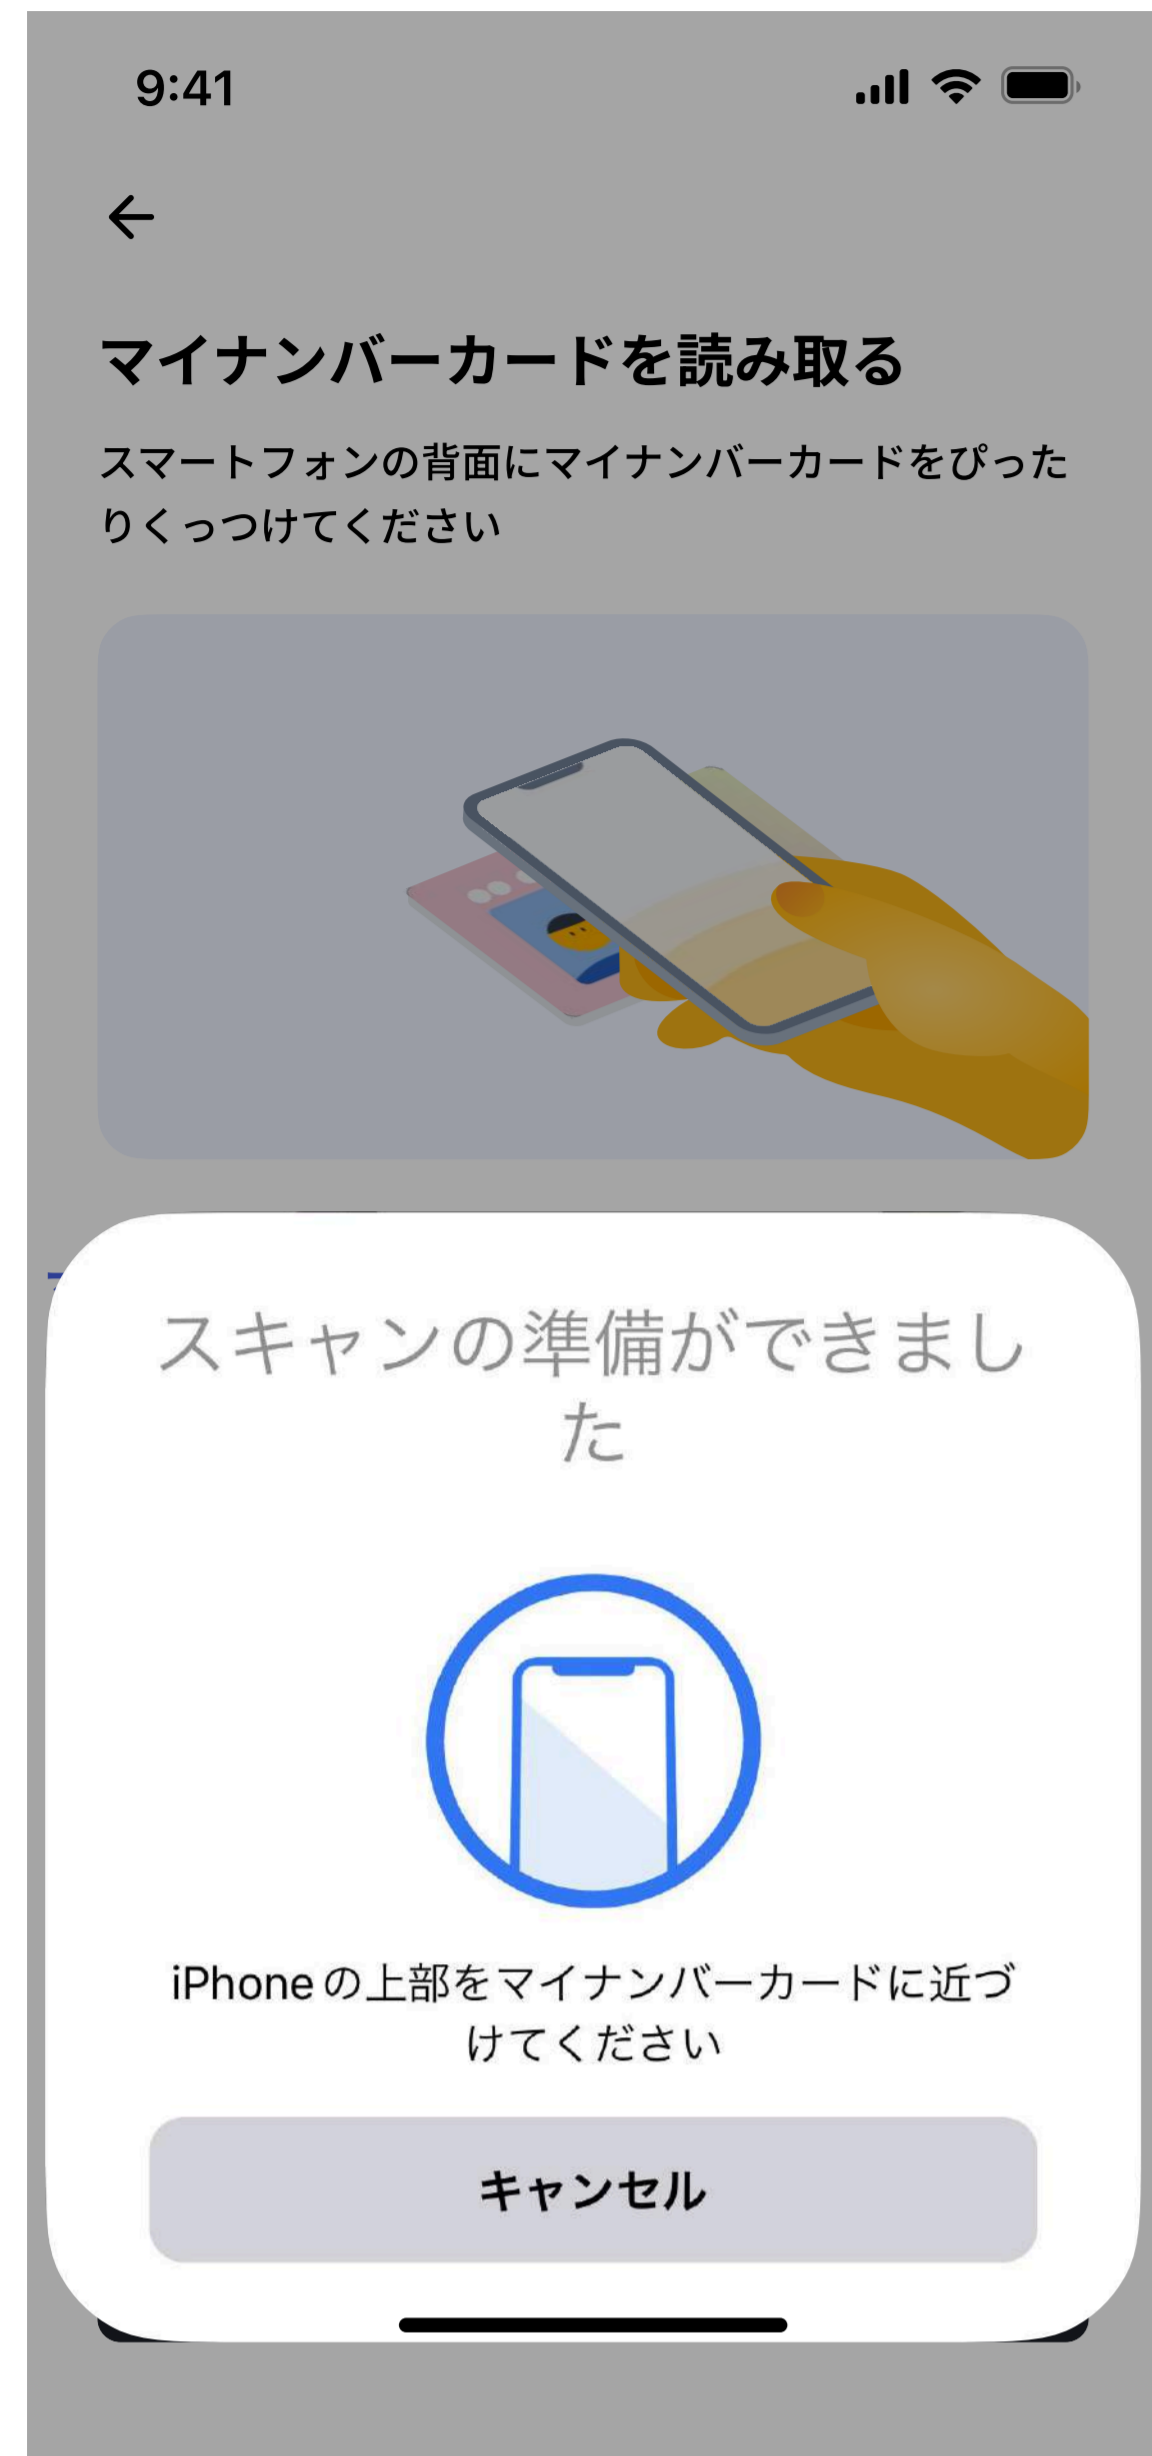 9:41
マイナンバーカードを読み取る
スマートフォンの背面にマイナンバーカードをぴった
りくっつけてください
スキャンの準備ができまし
た
iPhoneの上部をマイナンバーカードに近づ
けてください
キャンセル